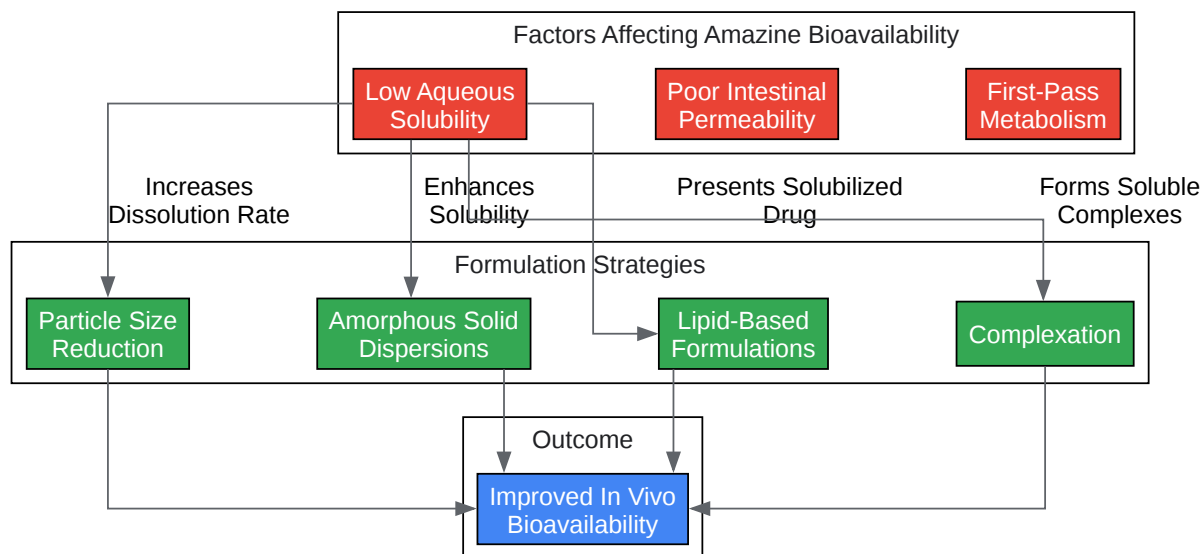 Factors Affecting Amazine Bioavailability
Low Aqueous
Solubility
Poor Intestinal
Permeability
First-Pass
Metabolism
Increases
Dissolution Rate
Enhances
Solubility
Presents Solubilized
Drug
Forms Soluble
Complexes
Formulation Strategies
Particle Size
Reduction
Amorphous Solid
Dispersions
Lipid-Based
Formulations
Complexation
Outcome
Improved In Vivo
Bioavailability